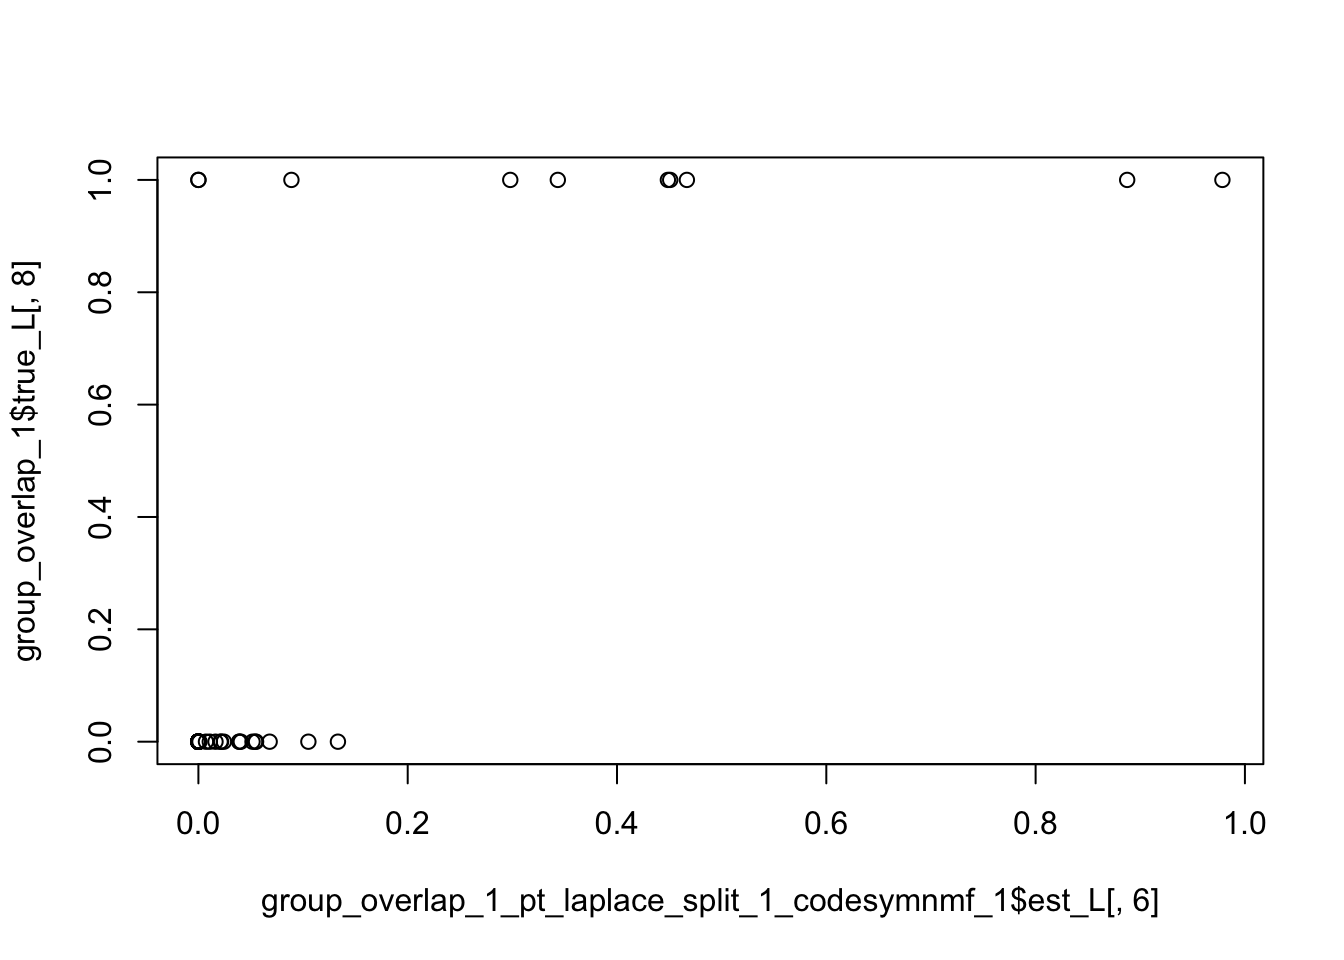 group_overlap_1$true_L[, 8]
1.0
0.8
0.6
0.4
0.2
0.0
0.0 0.2 0.4 0.6 0.8 1.0
group_overlap_1_pt_laplace_split_1_codesymnmf_1$est_L[, 6]